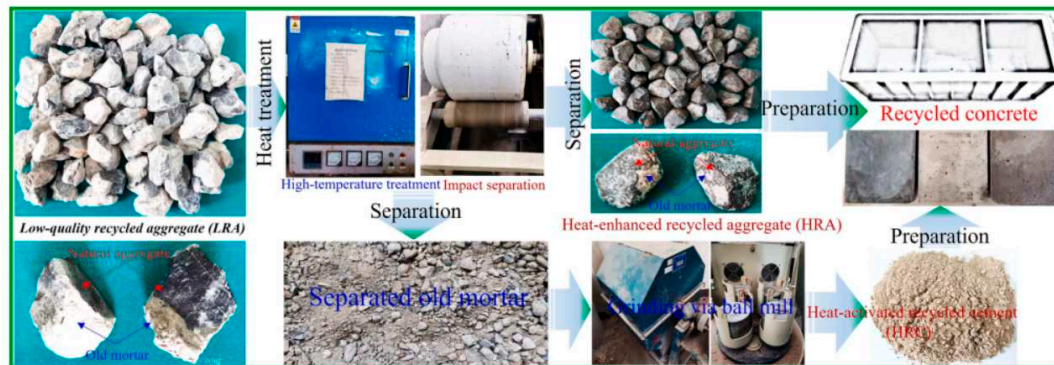 Low-quality recycled aggregate (LRA)
Natural aggregate
Old mortar
Heat treatment
High-temperature treatment
Impact separation
Separation
Separated old mortar
Separation
Natural aggregate
Old mortar
Heat-enhanced recycled aggregate (HRA)
Grinding via ball mill
Preparation
Recycled concrete
Preparation
Heat-activated recycled cement
(HRC)